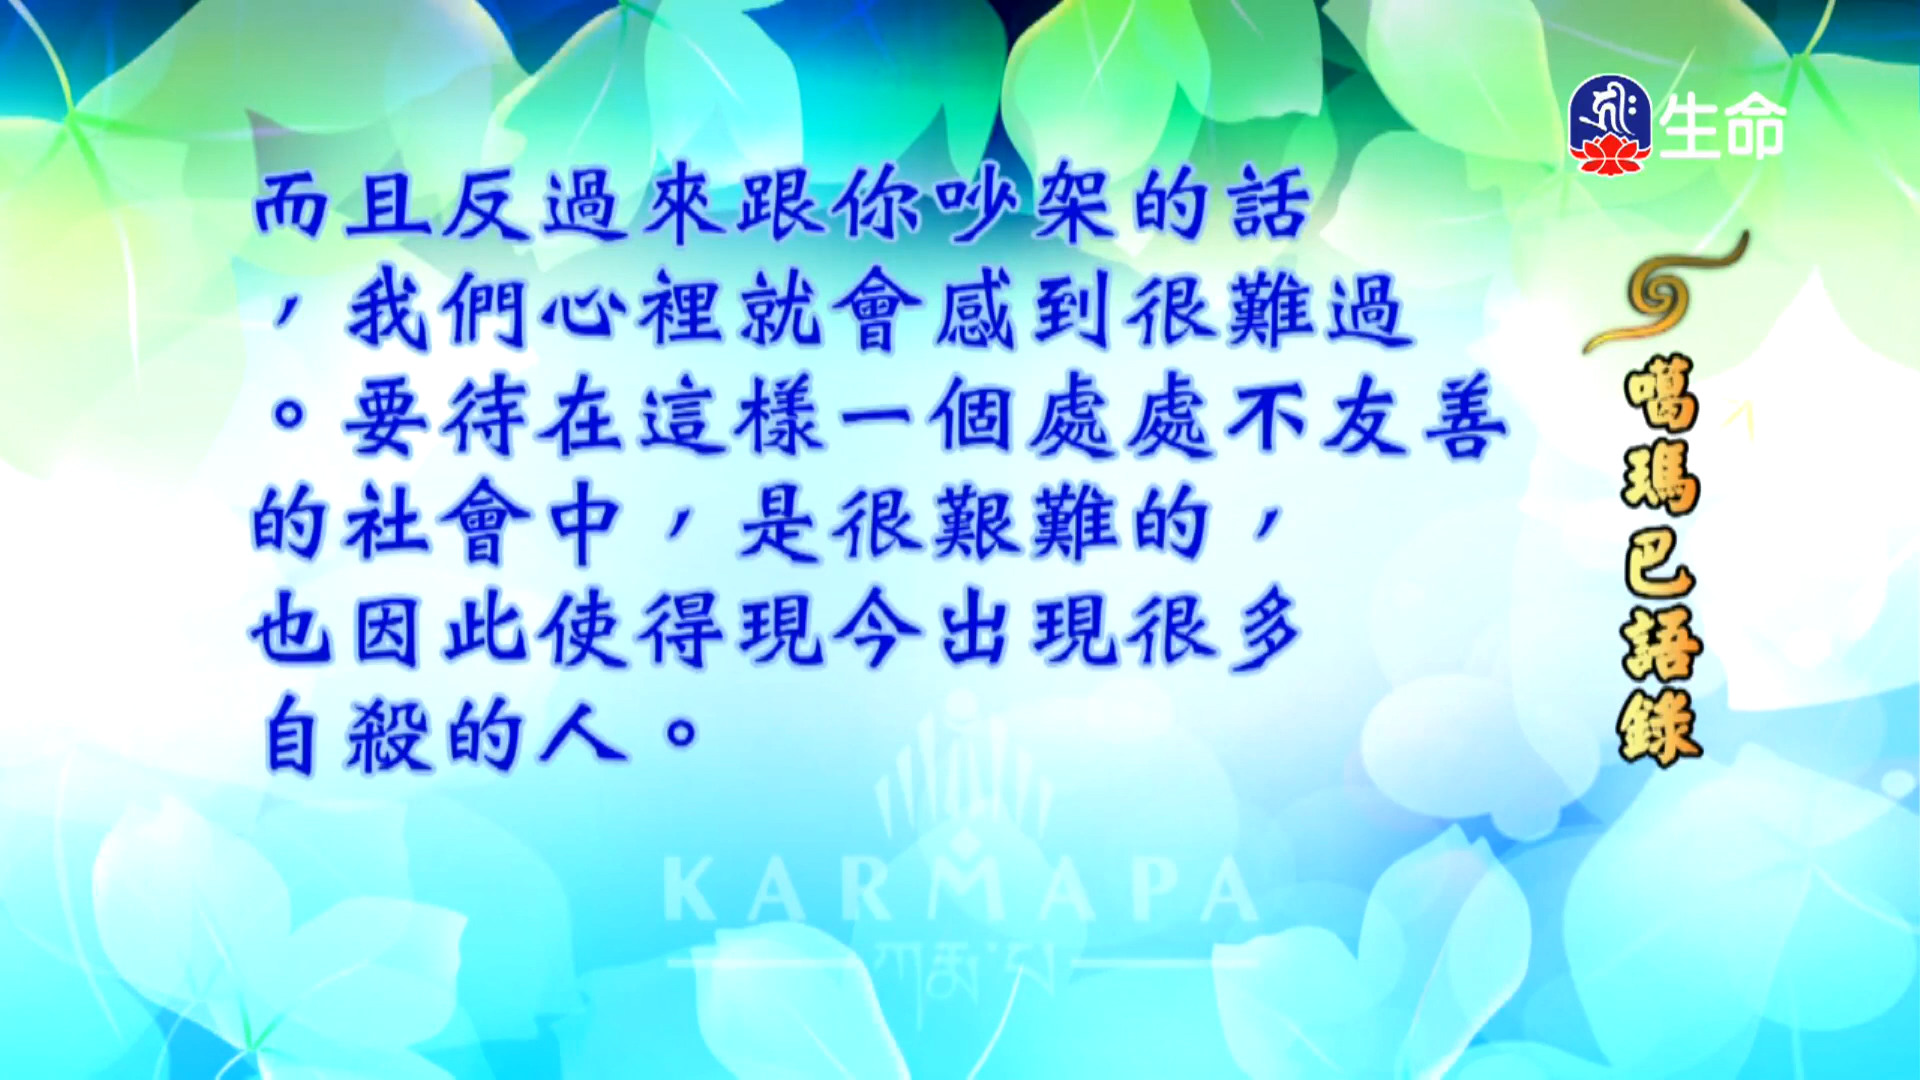 生命
而且反過來跟你吵架的話
，我們心裡就會感到很難過
。要待在這樣一個處處不友善
的社會中，是很艱難的，
也因此使得現今出現很多
自殺的人。
噶瑪巴語錄
KARMAPA